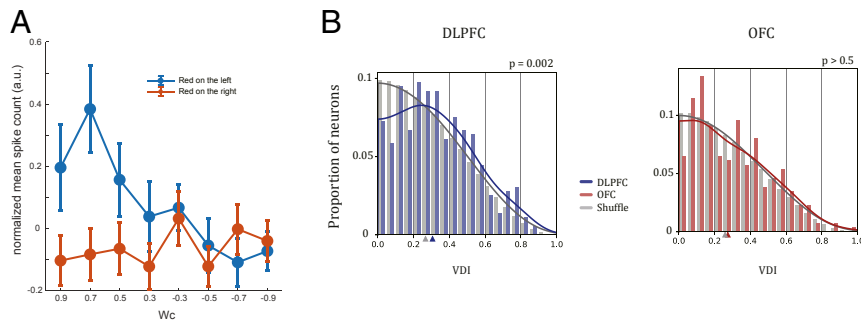 A
normalized mean spike count (a.u.)
0.6
0.4
0.2
0
-0.2
Red on the left
Red on the right
0.9 0.7 0.5 0.3 -0.3 -0.5 -0.7 -0.9
Wc
B
DLPFC
p = 0.002
Proportion of neurons
0.1
0.05
0
0.0 0.2 0.4 0.6 0.8 1.0
VDI
DLPFC
OFC
Shuffle
OFC
p > 0.5
0.1
0.05
0
0.0 0.2 0.4 0.6 0.8 1.0
VDI